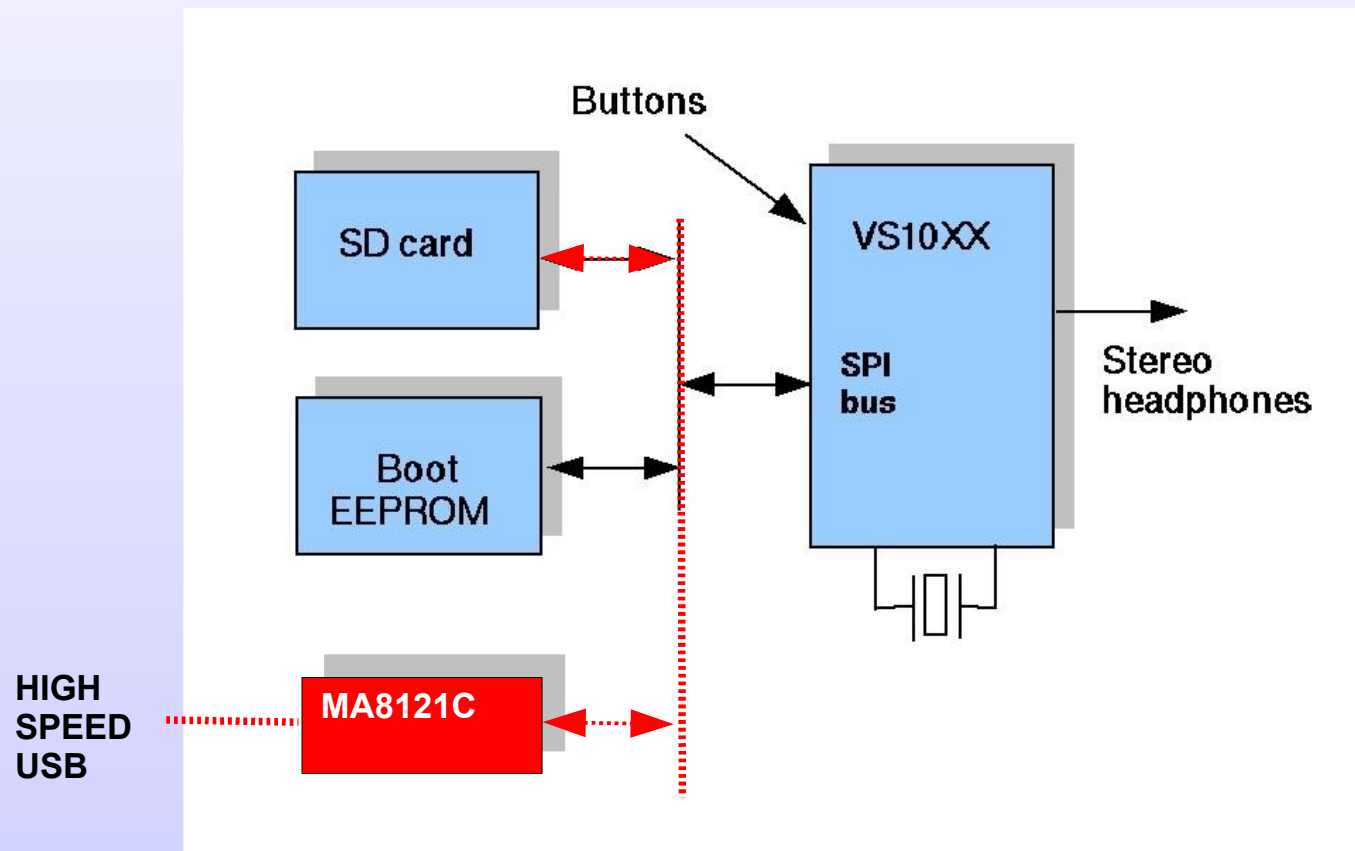 Buttons
SD card
VS10XX
SPI
bus
Stereo
headphones
Boot
EEPROM
HIGH
SPEED
USB
MA8121C